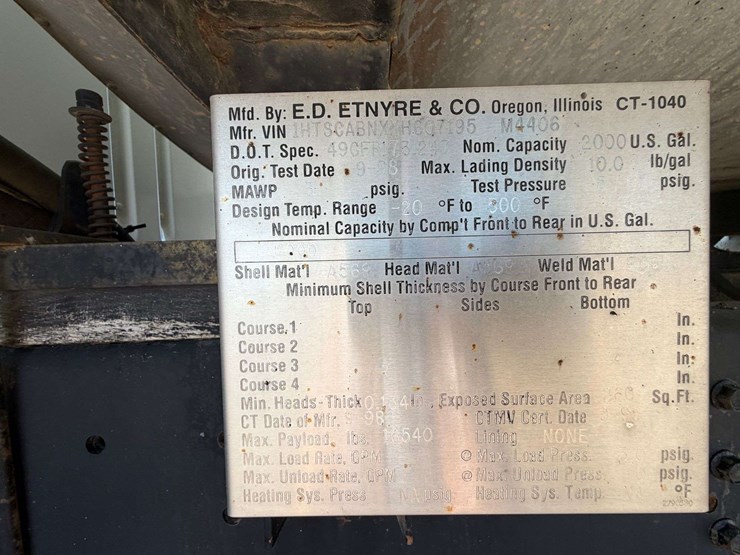 Mfd. By: E.D. ETNYRE & CO. Oregon, Illinois CT-1040
Mfr. VIN M4406
D.O.T. Spec. Nom. Capacity 2000 U.S. Gal.
Orig. Test Date Max. Lading Density 10.0 lb/gal
MAWP psig. Test Pressure psig.
Design Temp. Range -20 °F to 300 °F
Nominal Capacity by Comp't Front to Rear in U.S. Gal.
Shell Mat'l Head Mat'l Weld Mat'l
Minimum Shell Thickness by Course Front to Rear
Top Sides Bottom
Course 1 In.
Course 2 In.
Course 3 In.
Course 4 In.
Min. Heads-Thick In. Exposed Surface Area Sq.Ft.
CT Date of Mfr. CTMV Cert. Date
Max. Payload, lbs. Lining NONE
Max. Load Rate, GPM @ Max. Load Press. psig.
Max. Unload Rate, GPM @ Max. Unload Press. psig.
Heating Sys. Press. psig. Heating Sys. Temp. °F